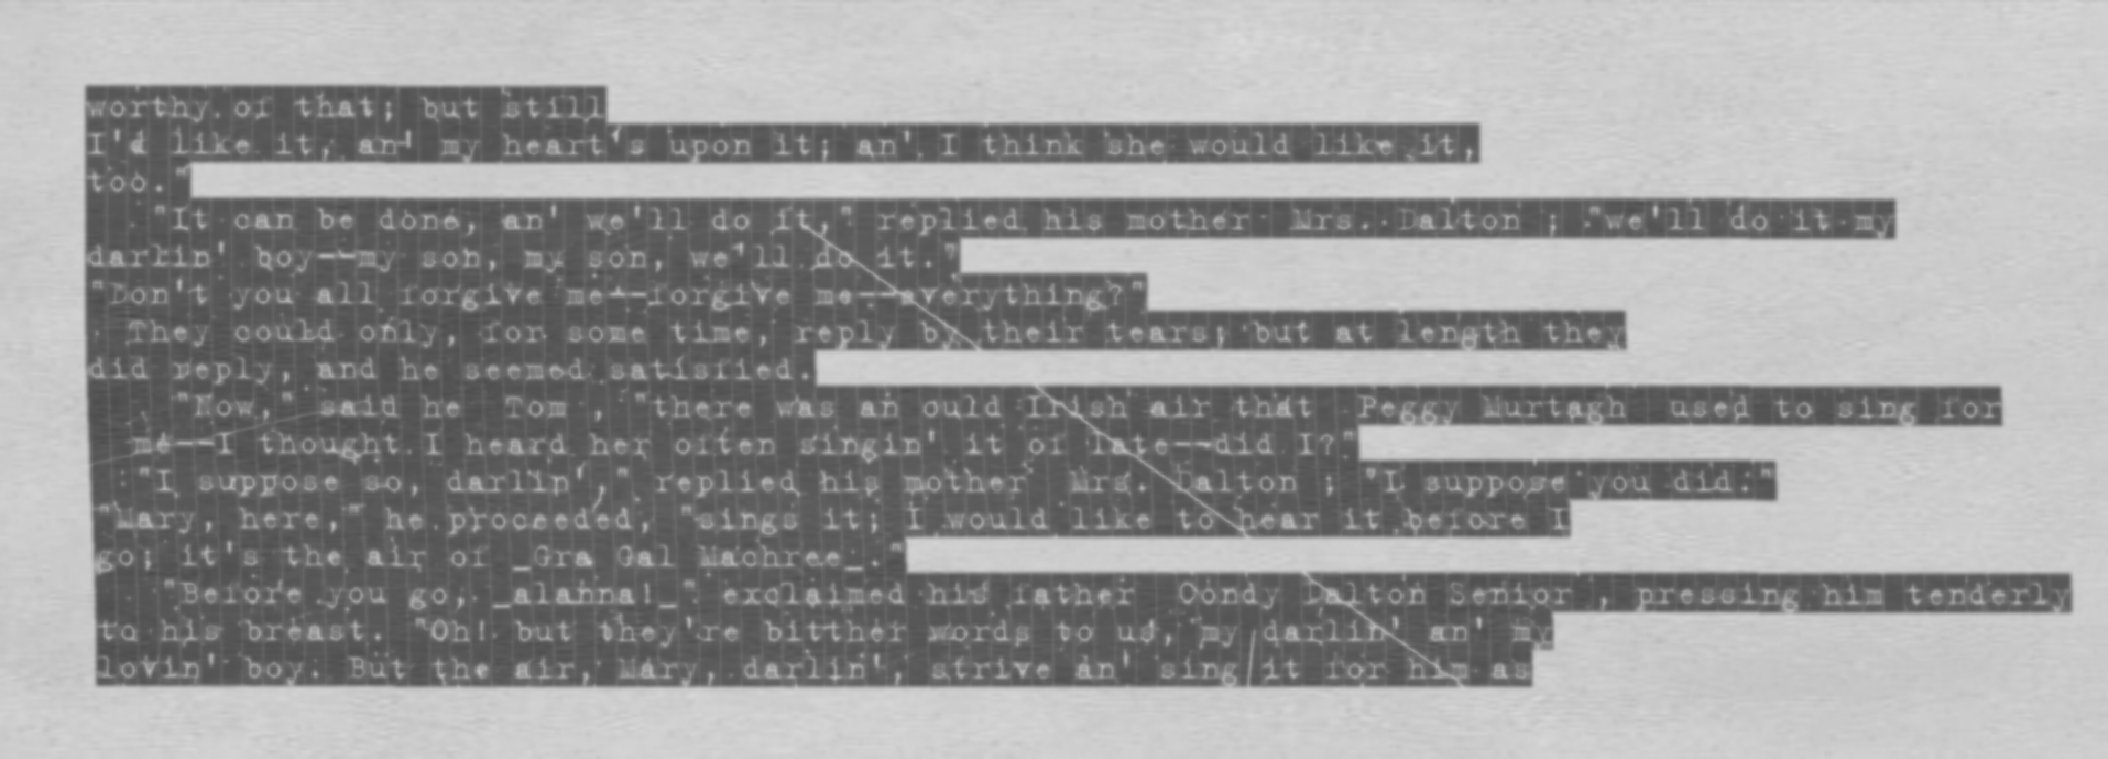 worthy of that; but still
I'd like it, an' my heart's upon it; an' I think she would like it,
too."
"It can be done, an' we'll do it," replied his mother Mrs. Dalton ; "we'll do it my
darlin' boy--my son, my son, we'll do it."
"Don't you all forgive me--forgive me--everything?"
They could only, for some time, reply by their tears; but at length they
did reply, and he seemed satisfied.
"Now," said he Tom , "there was an ould Irish air that Peggy Murtagh used to sing for
me--I thought I heard her often singin' it of late--did I?"
"I suppose so, darlin'," replied his mother Mrs. Dalton ; "I suppose you did."
"Mary, here," he proceeded, "sings it; I would like to hear it before I
go; it's the air of _Gra Gal Machree_."
"Before you go, _alanna!_" exclaimed his father Condy Dalton Senior , pressing him tenderly
to his breast. "Oh! but they're bitther words to us, my darlin' an' my
lovin' boy. But the air, Mary, darlin', strive an' sing it for him as